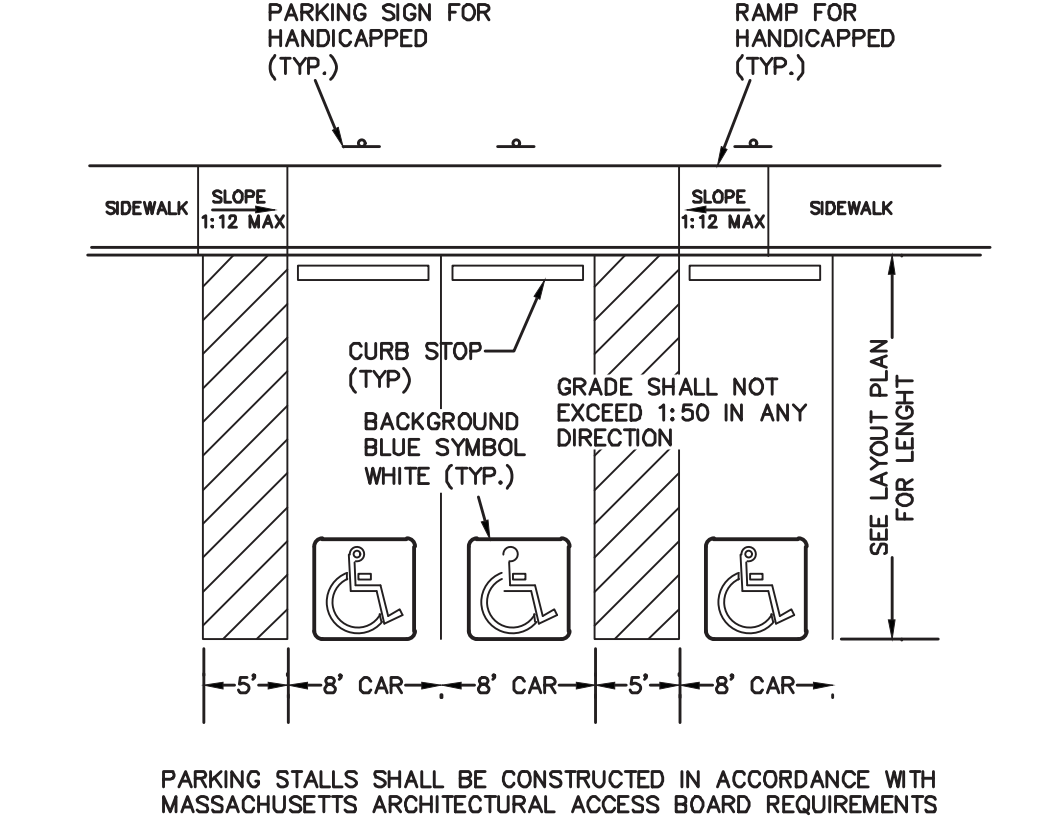 PARKING SIGN FOR
HANDICAPPED
(TYP.)
RAMP FOR
HANDICAPPED
(TYP.)
SIDEWALK
SLOPE
1:12 MAX
SLOPE
1:12 MAX
SIDEWALK
CURB STOP
(TYP)
GRADE SHALL NOT
EXCEED 1:50 IN ANY
DIRECTION
BACKGROUND
BLUE SYMBOL
WHITE (TYP.)
SEE LAYOUT PLAN
FOR LENGHT
5' 8' CAR 8' CAR 5' 8' CAR
PARKING STALLS SHALL BE CONSTRUCTED IN ACCORDANCE WITH
MASSACHUSETTS ARCHITECTURAL ACCESS BOARD REQUIREMENTS